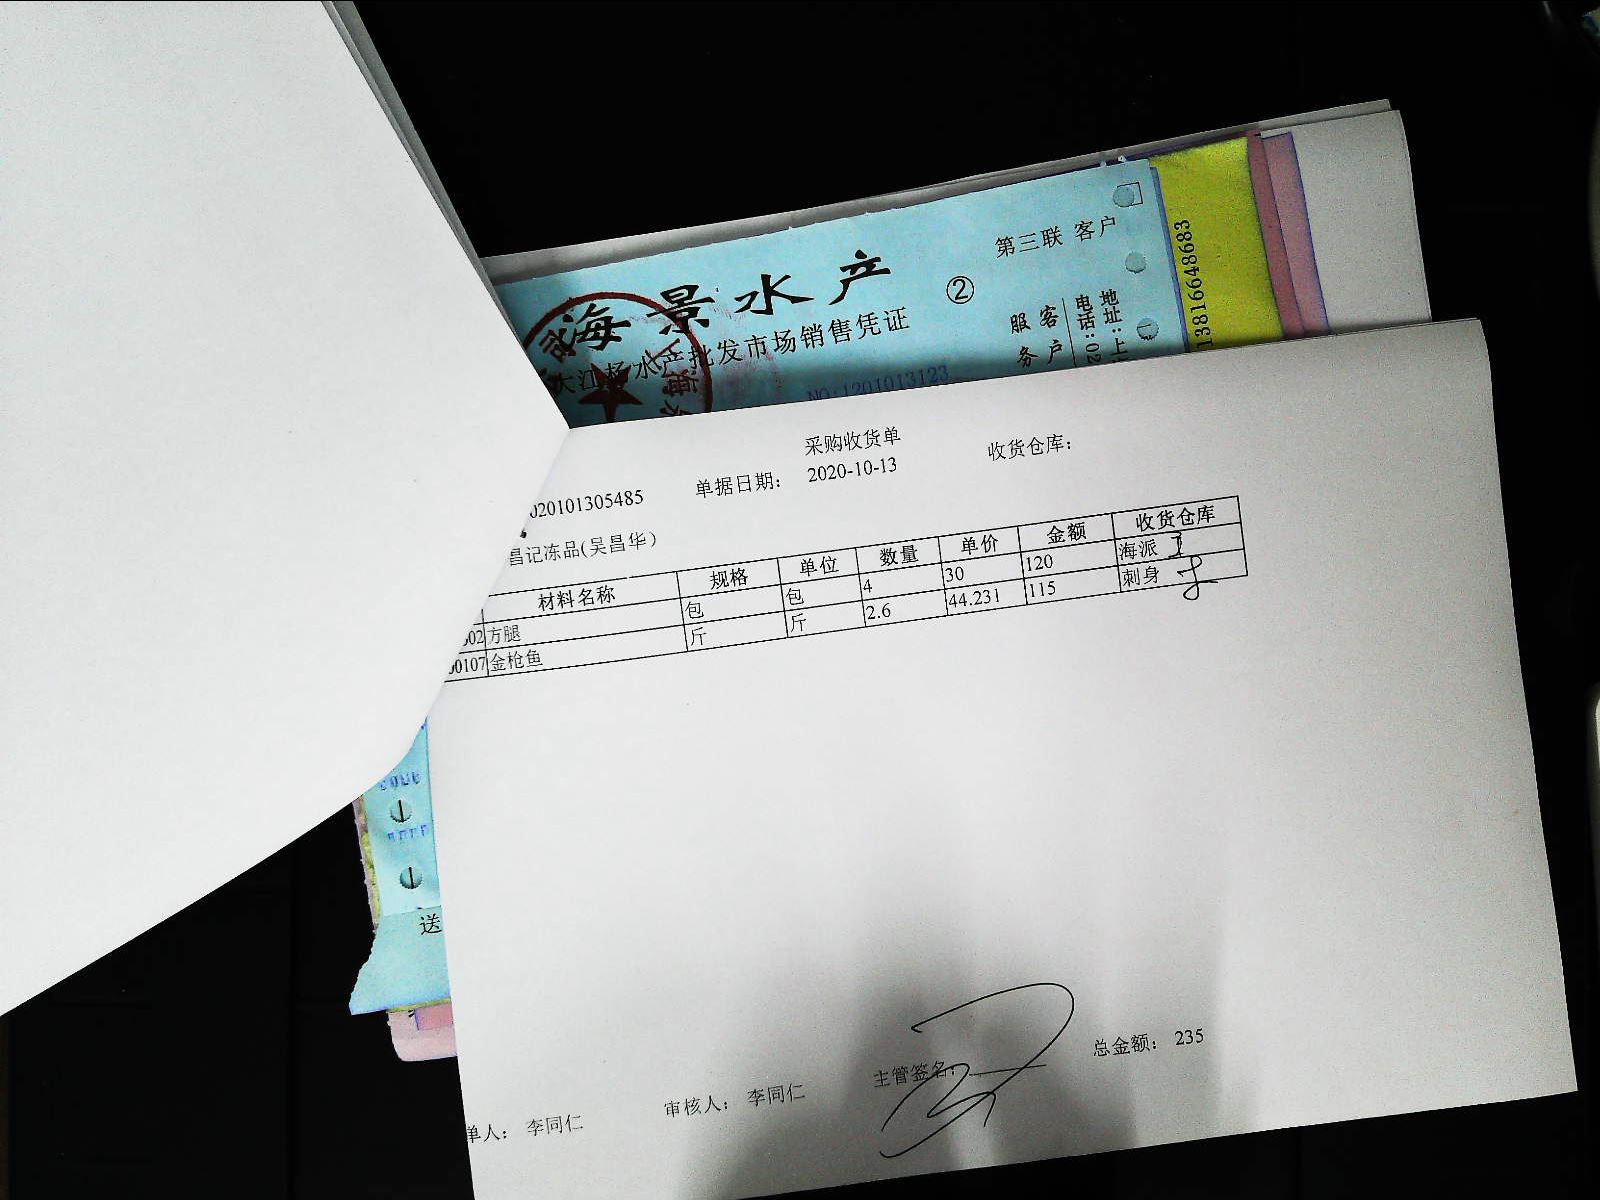 第三联 客户
海景水产
②
大江杨水产批发市场销售凭证
NO:1201013123
客户
服务
地址:上
电话:02
13816648683
采购收货单
020101305485 单据日期: 2020-10-13 收货仓库:
昌记冻品(吴昌华)
材料名称 规格 单位 数量 单价 金额 收货仓库
02 方腿 包 包 4 30 120 海派
00107 金枪鱼 斤 斤 2.6 44.231 115 刺身
送
单人: 李同仁 审核人: 李同仁 主管签名: 总金额: 235